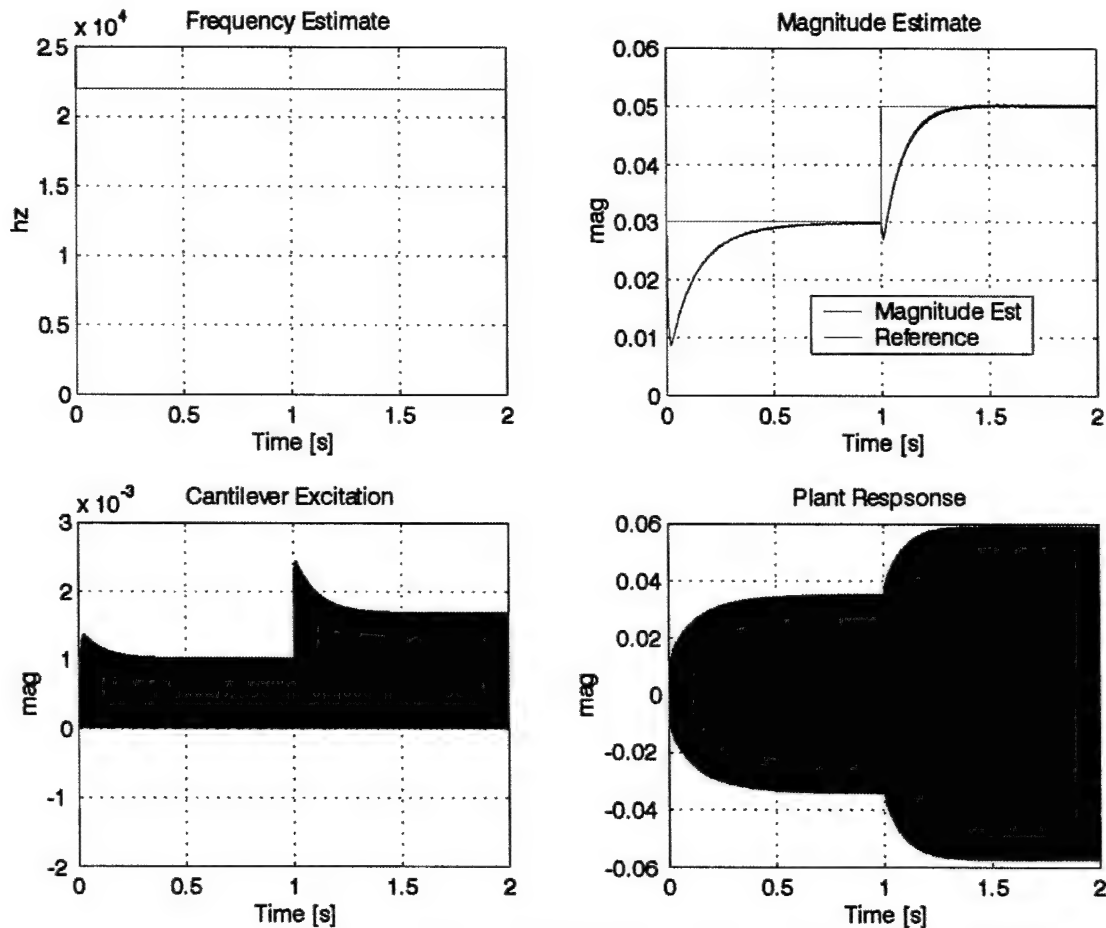 Frequency Estimate
x 10^4
2.5
2
1.5
1
0.5
0
hz
0 0.5 1 1.5 2
Time [s]
Magnitude Estimate
0.06
0.05
0.04
0.03
0.02
0.01
0
mag
Magnitude Est
Reference
0 0.5 1 1.5 2
Time [s]
Cantilever Excitation
x 10^-3
3
2
1
0
-1
-2
mag
0 0.5 1 1.5 2
Time [s]
Plant Respsonse
0.06
0.04
0.02
0
-0.02
-0.04
-0.06
mag
0 0.5 1 1.5 2
Time [s]